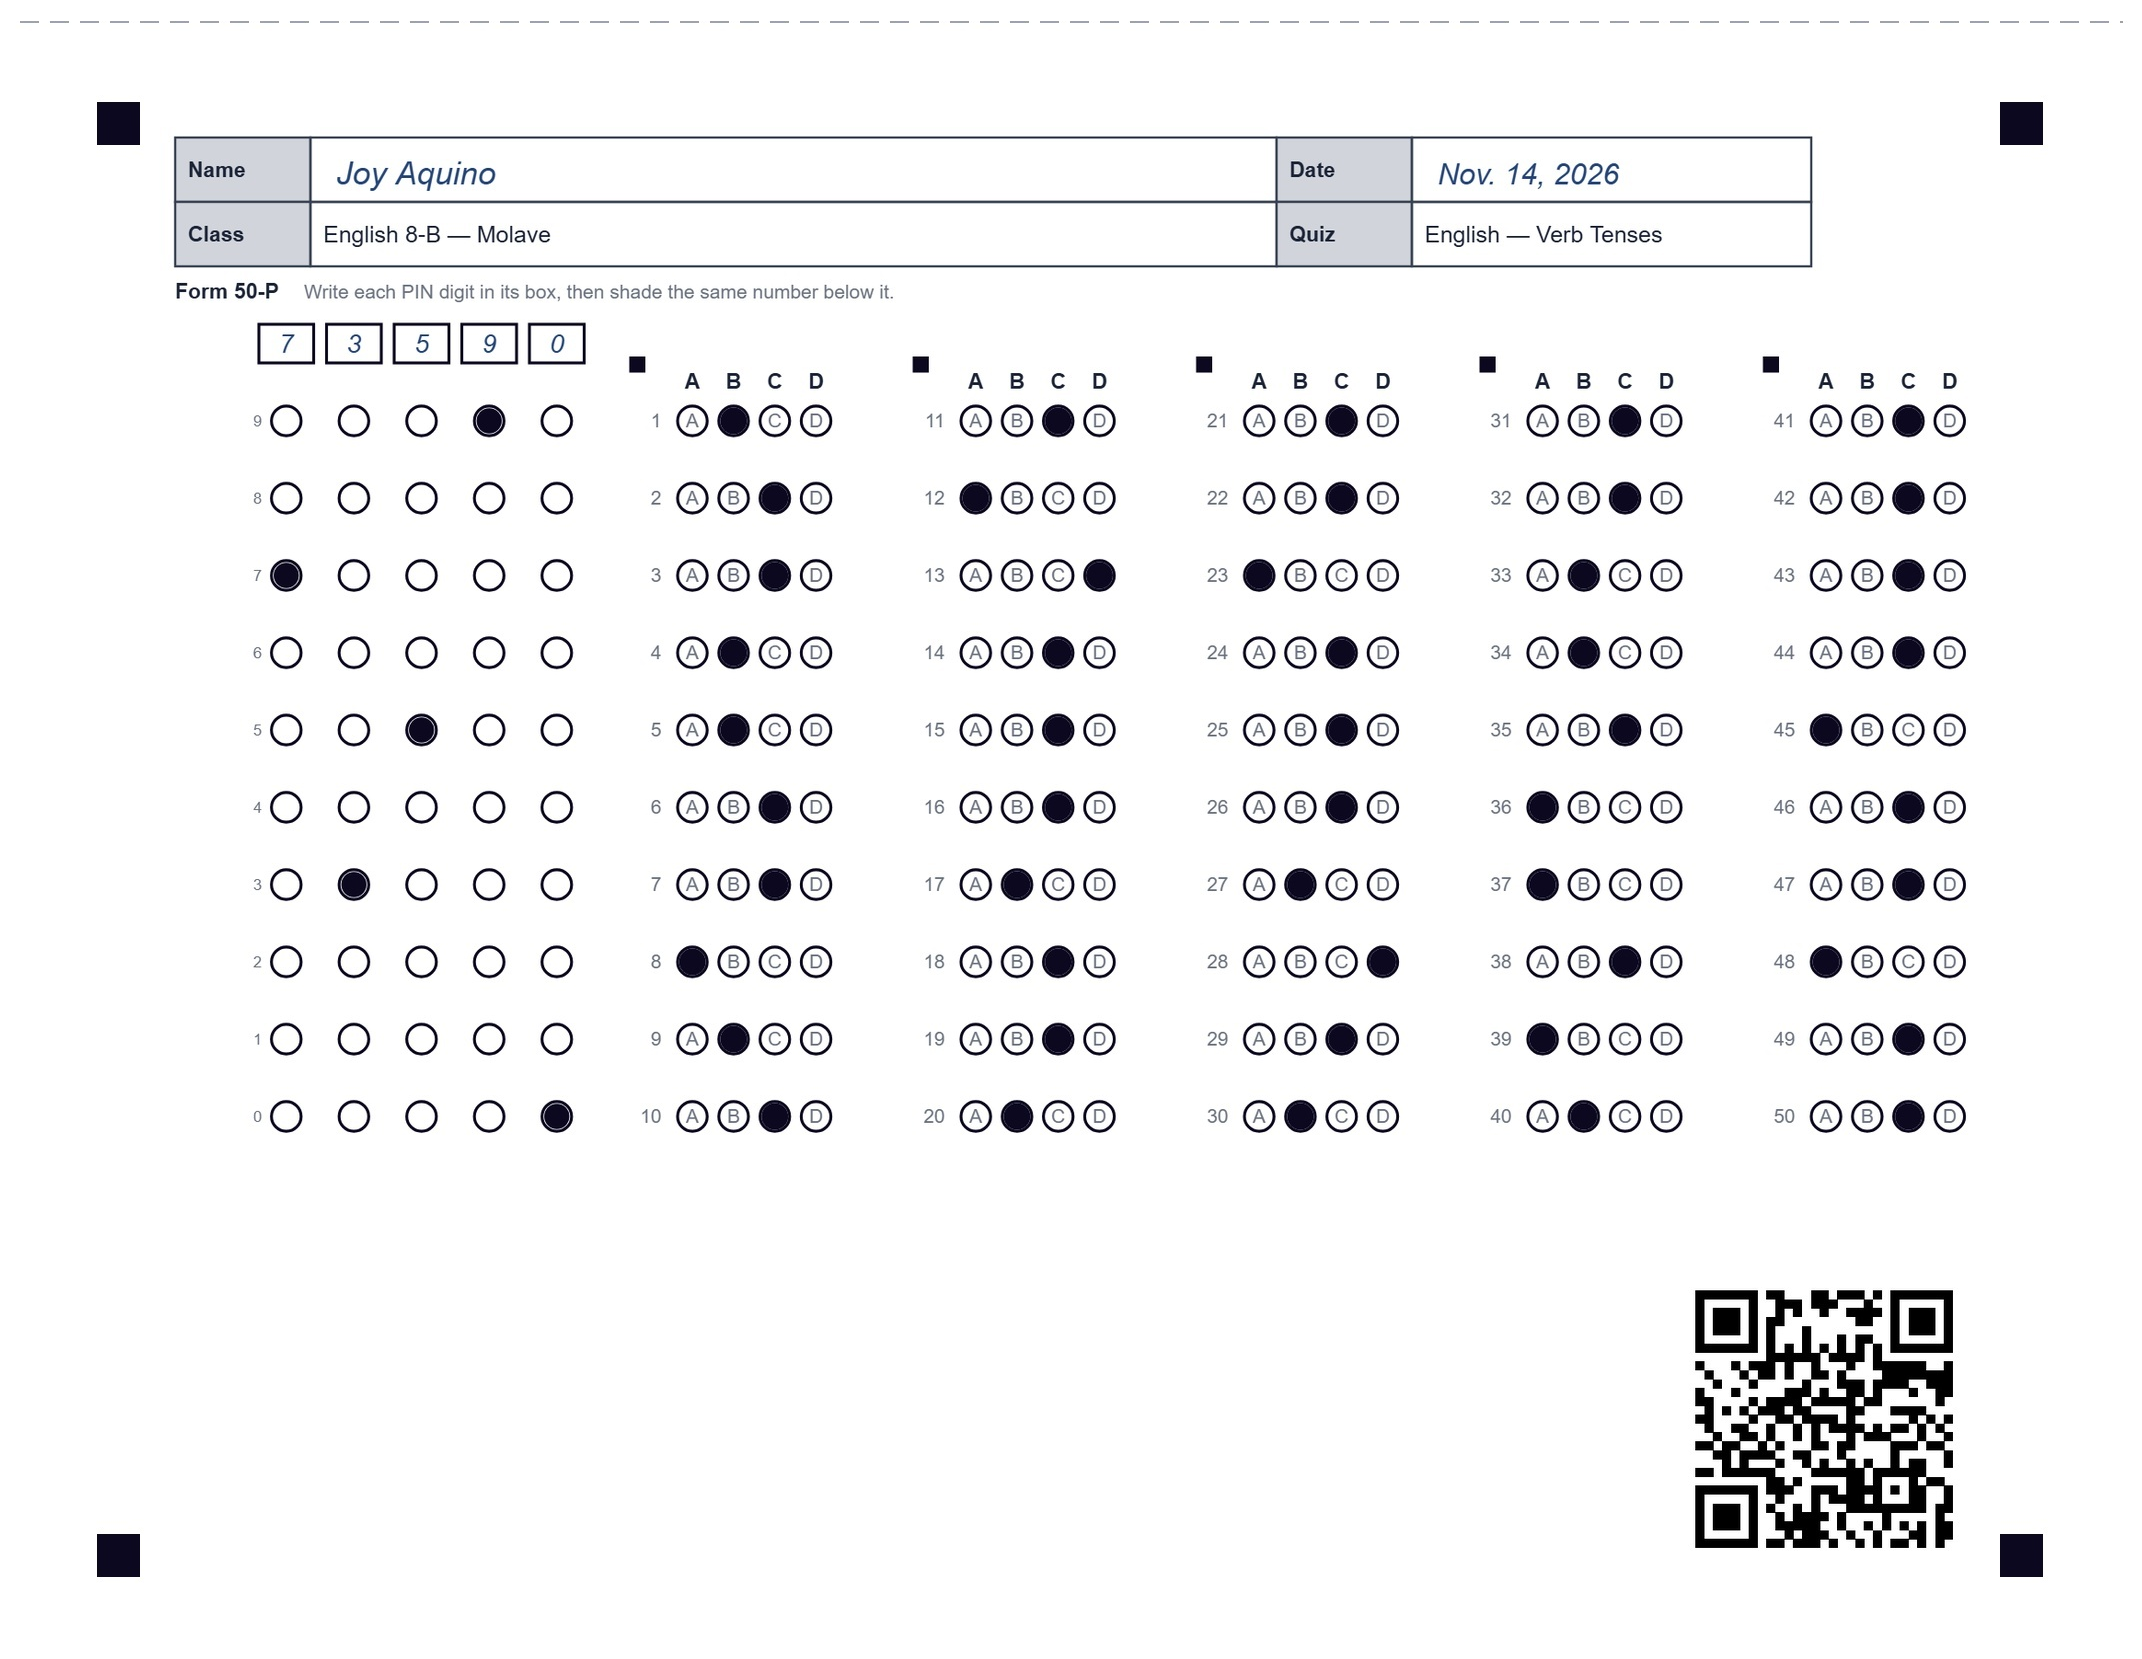 Name Joy Aquino Date Nov. 14, 2026
Class English 8-B — Molave Quiz English — Verb Tenses
Form 50-P Write each PIN digit in its box, then shade the same number below it.
7 3 5 9 0
A B C D A B C D A B C D A B C D A B C D
9 1 A C D 11 A B D 21 A B D 31 A B D 41 A B D
8 2 A B D 12 B C D 22 A B D 32 A B D 42 A B D
7 3 A B D 13 A B C 23 B C D 33 A C D 43 A B D
6 4 A C D 14 A B D 24 A B D 34 A C D 44 A B D
5 5 A C D 15 A B D 25 A B D 35 A B D 45 B C D
4 6 A B D 16 A B D 26 A B D 36 B C D 46 A B D
3 7 A B D 17 A C D 27 A C D 37 B C D 47 A B D
2 8 B C D 18 A B D 28 A B C 38 A B D 48 B C D
1 9 A C D 19 A B D 29 A B D 39 B C D 49 A B D
0 10 A B D 20 A C D 30 A C D 40 A C D 50 A B D